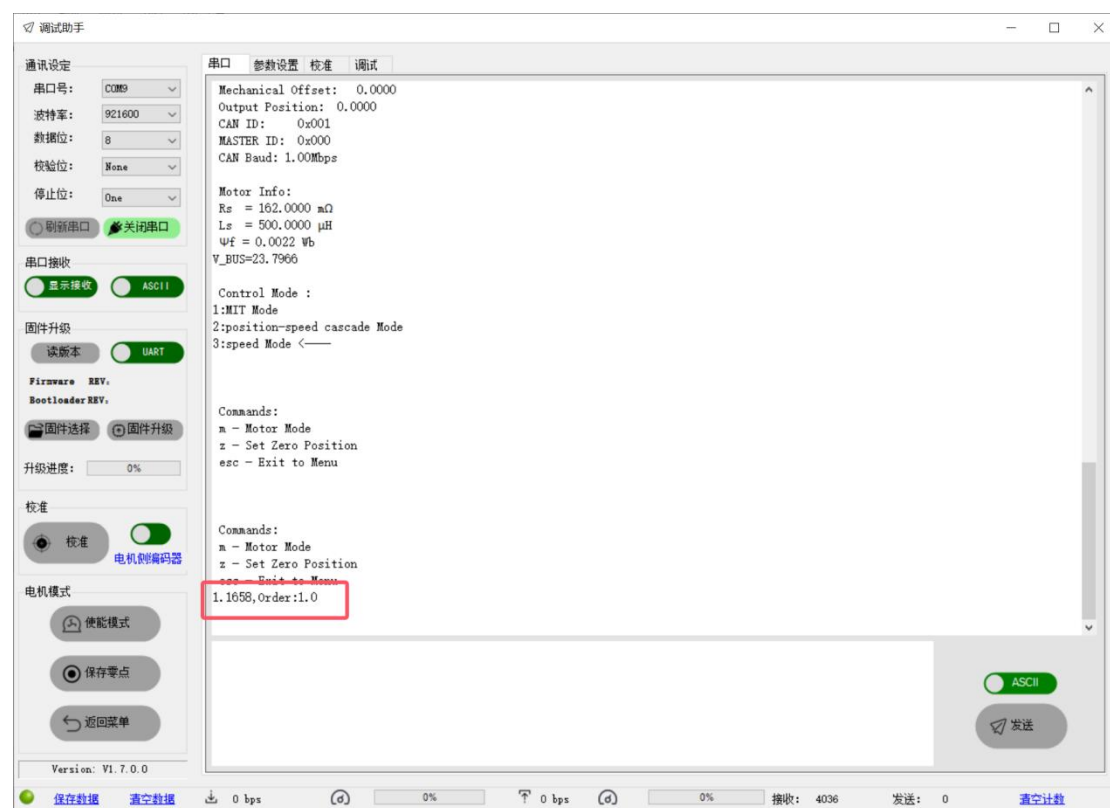 调试助手
通讯设定
串口号： COM9
波特率： 921600
数据位： 8
校验位： None
停止位： One
刷新串口 关闭串口
串口接收
显示接收 ASCII
固件升级
读版本 UART
Firmware REV:
Bootloader REV:
固件选择 固件升级
升级进度： 0%
校准
校准
电机侧编码器
电机模式
使能模式
保存零点
返回菜单
Version: V1.7.0.0
串口 参数设置 校准 调试
Mechanical Offset: 0.0000
Output Position: 0.0000
CAN ID: 0x001
MASTER ID: 0x000
CAN Baud: 1.00Mbps
Motor Info:
Rs = 162.0000 mΩ
Ls = 500.0000 μH
Ψf = 0.0022 Wb
V_BUS=23.7966
Control Mode :
1:MIT Mode
2:position-speed cascade Mode
3:speed Mode <——
Commands:
m - Motor Mode
z - Set Zero Position
esc - Exit to Menu
Commands:
m - Motor Mode
z - Set Zero Position
esc - Exit to Menu
1.1658,Order:1.0
ASCII
发送
保存数据 清空数据 0 bps 0% 0 bps 0% 接收： 4036 发送： 0 清空计数